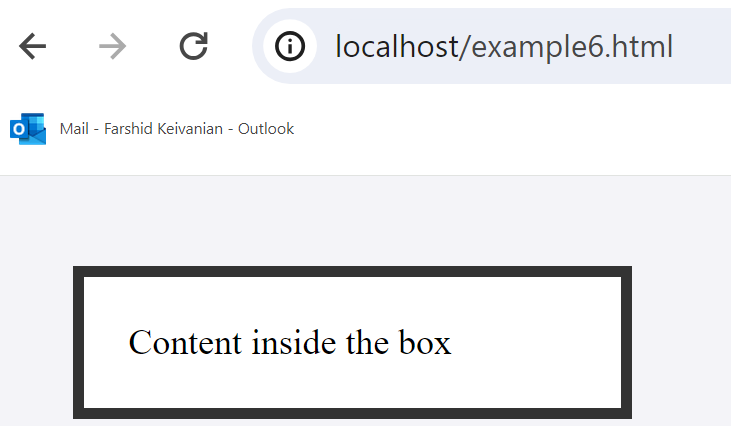 localhost/example6.html
Mail - Farshid Keivanian - Outlook
Content inside the box